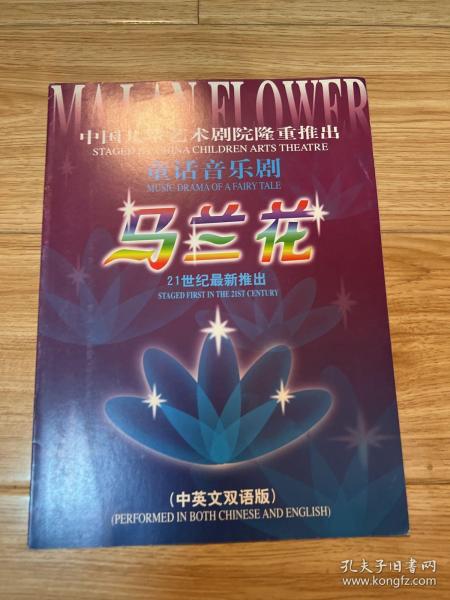 MALAN FLOWER
中国儿童艺术剧院隆重推出
STAGED BY CHINA CHILDREN ARTS THEATRE
童话音乐剧
MUSIC DRAMA OF A FAIRY TALE
马兰花
21世纪最新推出
STAGED FIRST IN THE 21ST CENTURY
(中英文双语版)
(PERFORMED IN BOTH CHINESE AND ENGLISH)
孔夫子旧书网
www.kongfz.com